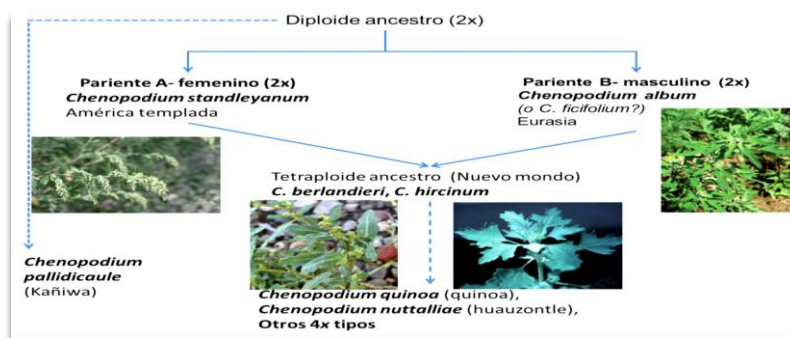 Diploide ancestro (2x)
Pariente A- femenino (2x)
Chenopodium standleyanum
América templada
Pariente B- masculino (2x)
Chenopodium album
(o C. ficifolium?)
Eurasia
Tetraploide ancestro (Nuevo mondo)
C. berlandieri, C. hircinum
Chenopodium
pallidicaule
(Kañiwa)
Chenopodium quinoa (quinoa),
Chenopodium nuttalliae (huauzontle),
Otros 4x tipos